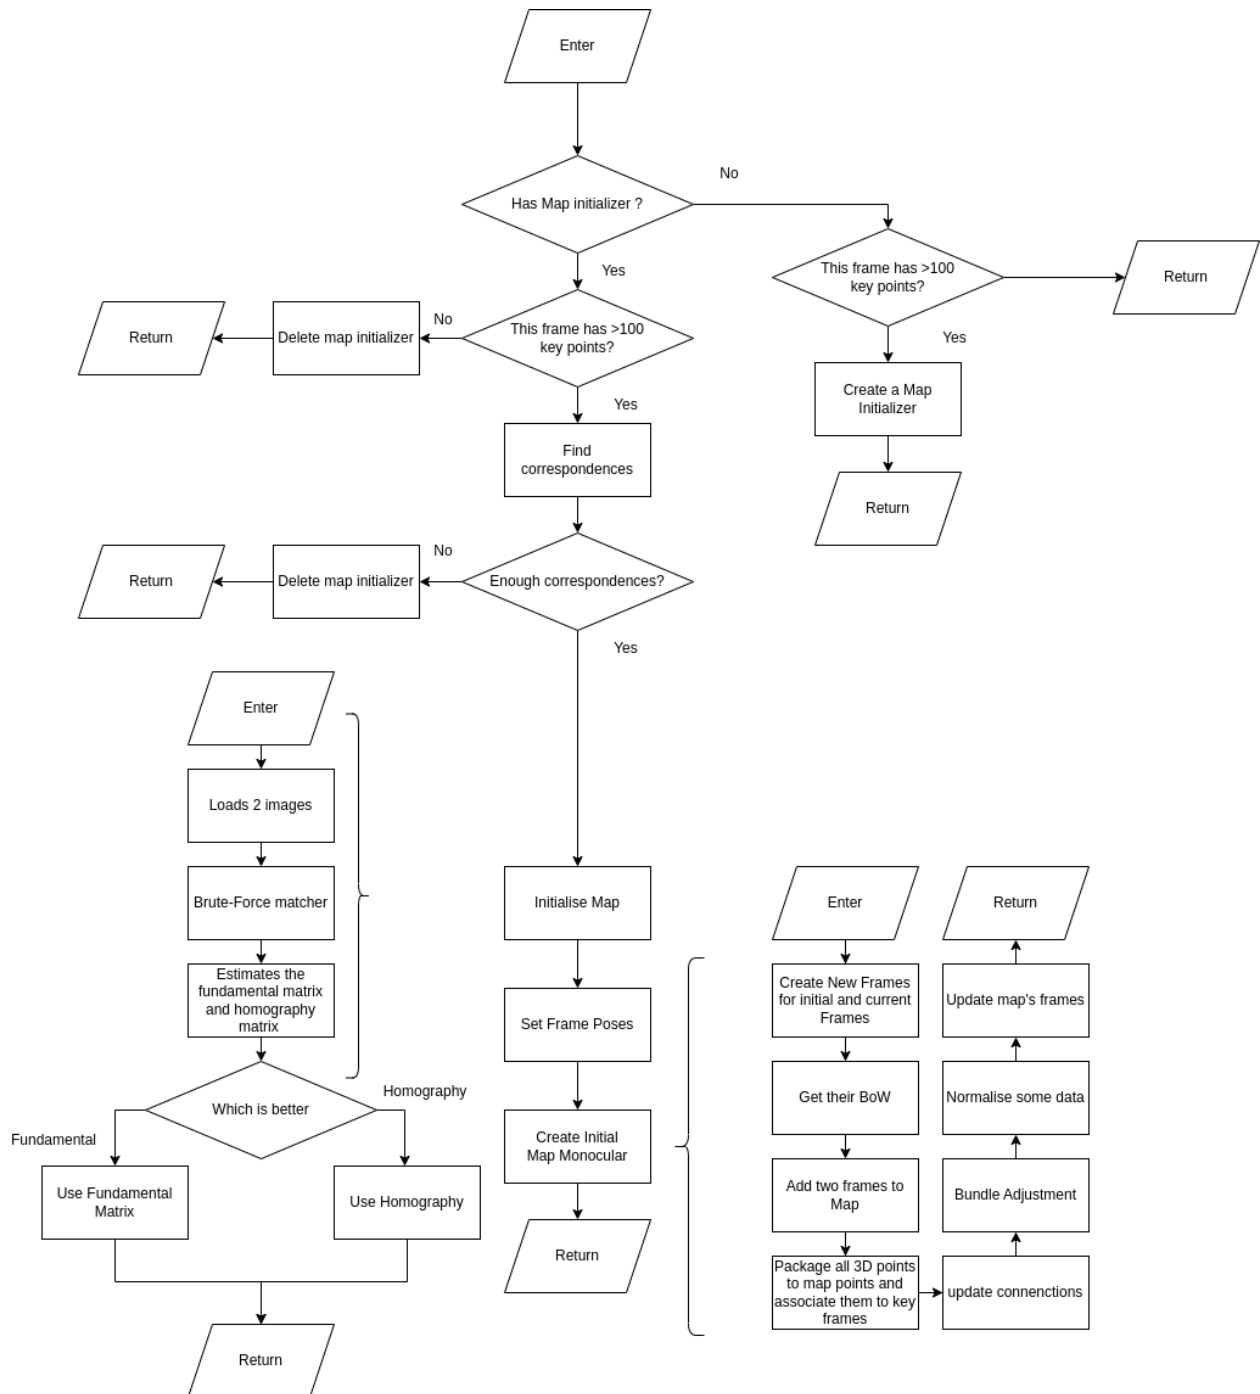 Enter
No
Has Map initializer ?
Yes
This frame has >100
key points?
Return
Return
Delete map initializer
No
This frame has >100
key points?
Yes
Create a Map
Initializer
Yes
Find
correspondences
Return
Return
Delete map initializer
No
Enough correspondences?
Yes
Enter
Loads 2 images
Brute-Force matcher
Estimates the
fundamental matrix
and homography
matrix
Which is better
Homography
Fundamental
Use Fundamental
Matrix
Use Homography
Return
Initialise Map
Set Frame Poses
Create Initial
Map Monocular
Return
Enter
Create New Frames
for initial and current
Frames
Get their BoW
Add two frames to
Map
Package all 3D points
to map points and
associate them to key
frames
update connenctions
Bundle Adjustment
Normalise some data
Update map's frames
Return